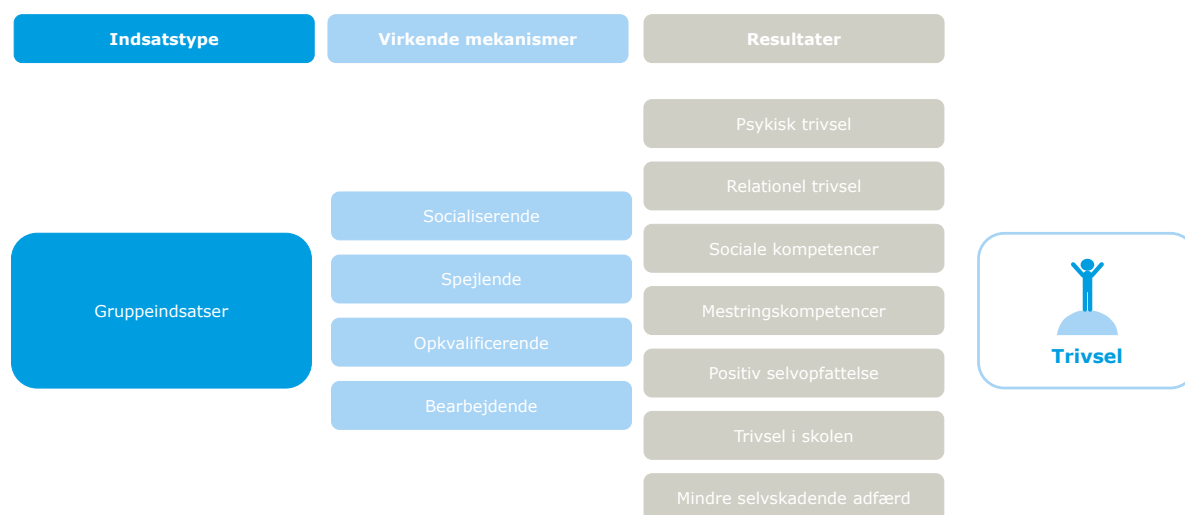 Indsatstype
Virkende mekanismer
Resultater
Gruppeindsatser
Socialiserende
Spejlende
Opkvalificerende
Bearbejdende
Psykisk trivsel
Relationel trivsel
Sociale kompetencer
Mestringskompetencer
Positiv selvopfattelse
Trivsel i skolen
Mindre selvskadende adfærd
Trivsel